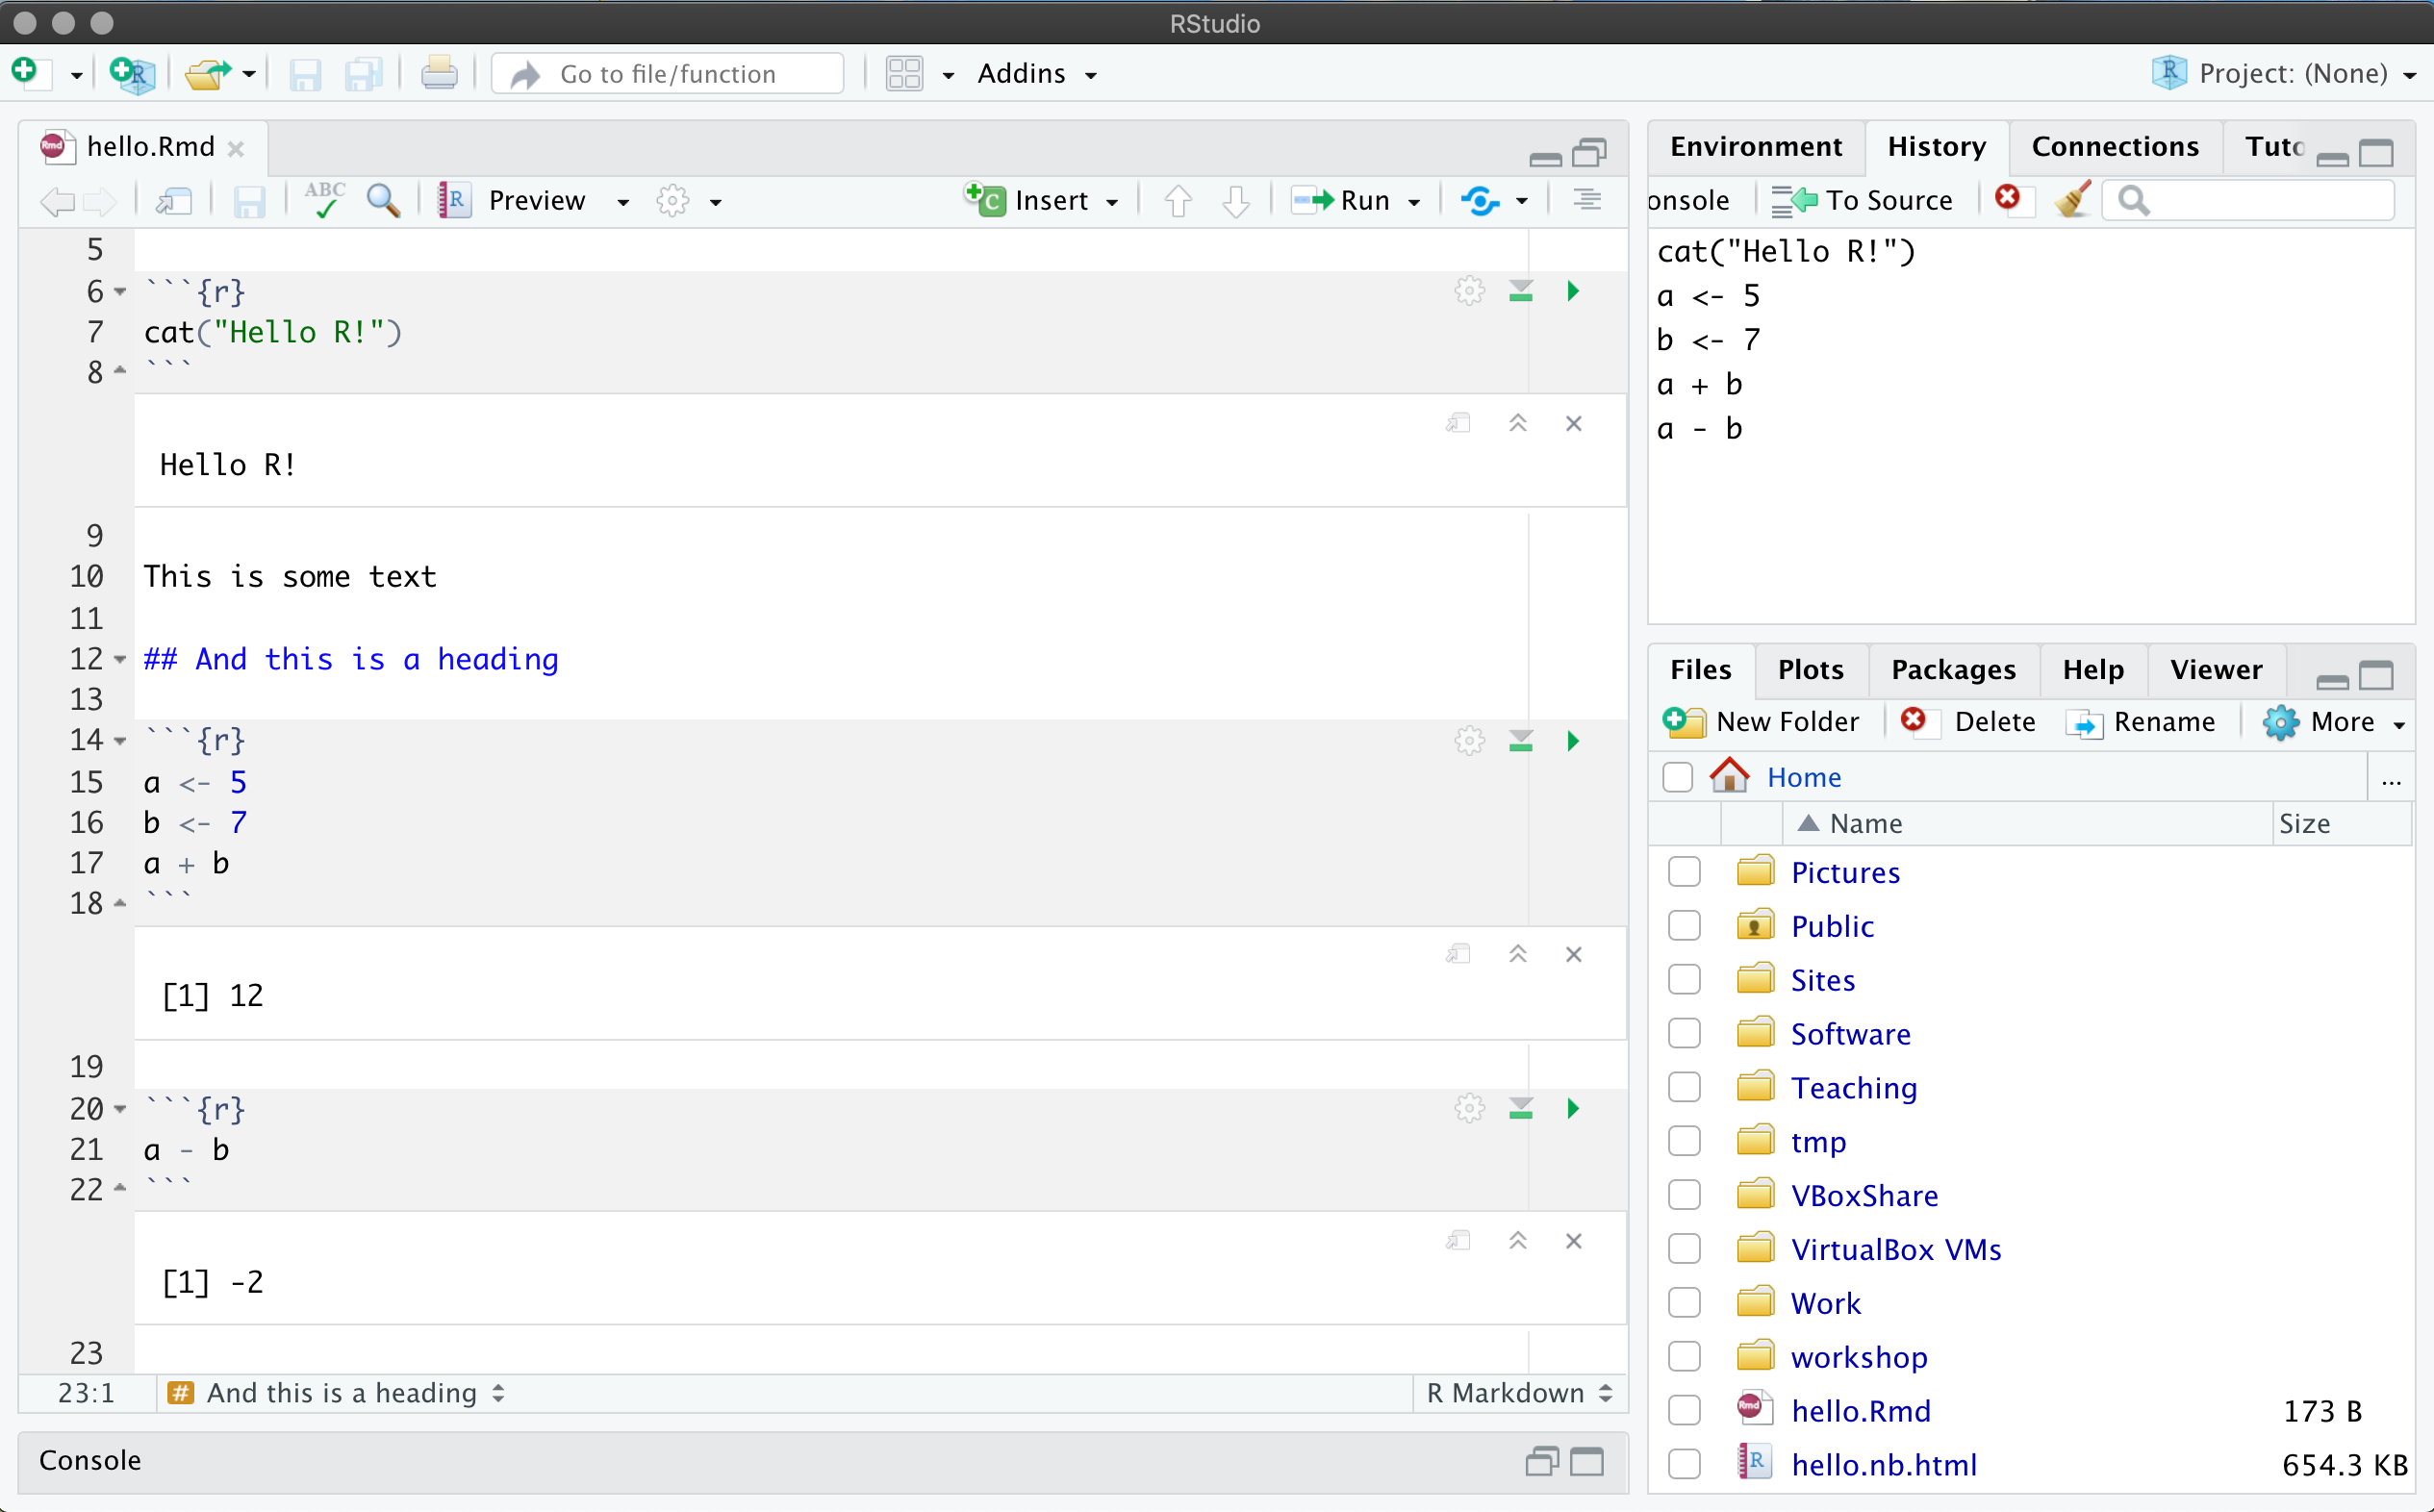 RStudio
Go to file/function
Addins
Project: (None)
hello.Rmd
ABC
Preview
Insert
Run
5
6 ```{r}
7 cat("Hello R!")
8 ```
Hello R!
9
10 This is some text
11
12 ## And this is a heading
13
14 ```{r}
15 a <- 5
16 b <- 7
17 a + b
18 ```
[1] 12
19
20 ```{r}
21 a - b
22 ```
[1] -2
23
23:1 # And this is a heading R Markdown
Console
Environment History Connections Tuto
onsole To Source
cat("Hello R!")
a <- 5
b <- 7
a + b
a - b
Files Plots Packages Help Viewer
New Folder Delete Rename More
Home ...
Name Size
Pictures
Public
Sites
Software
Teaching
tmp
VBoxShare
VirtualBox VMs
Work
workshop
hello.Rmd 173 B
hello.nb.html 654.3 KB